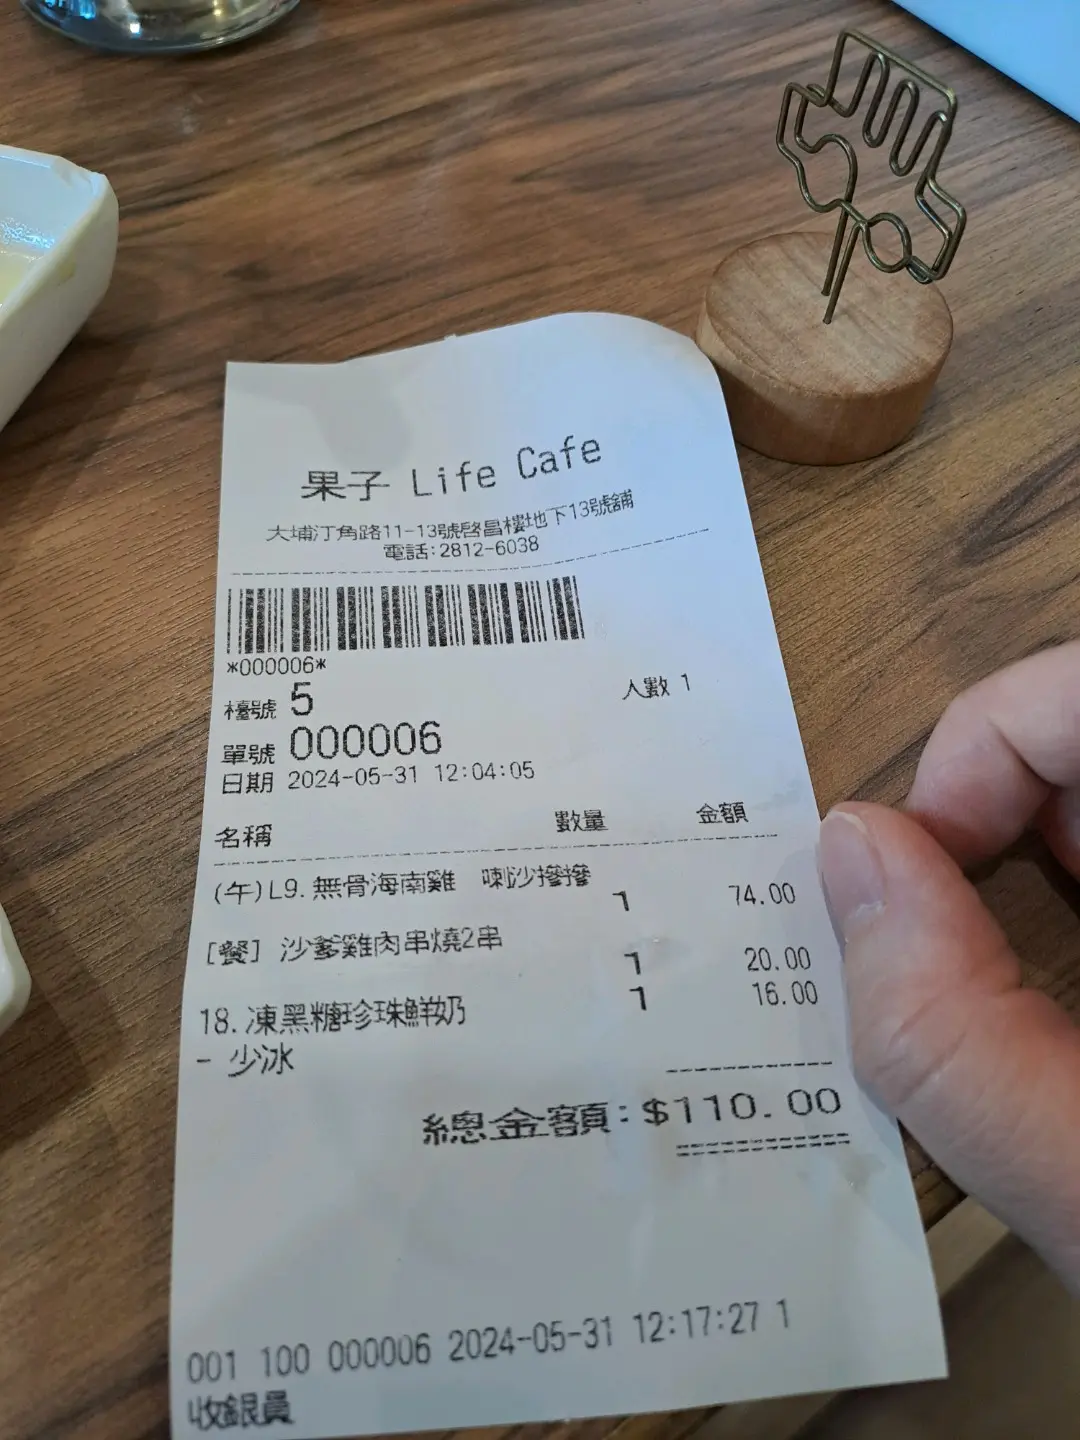 果子 Life Cafe
大埔汀角路11-13號啓昌樓地下13號舖
電話:2812-6038
*000006*
檯號 5 人數 1
單號 000006
日期 2024-05-31 12:04:05
名稱 數量 金額
(午)L9.無骨海南雞 喇沙摻摻
1 74.00
[餐] 沙爹雞肉串燒2串
1 20.00
18.凍黑糖珍珠鮮奶 1 16.00
- 少冰
總金額:$110.00
001 100 000006 2024-05-31 12:17:27 1
收銀員